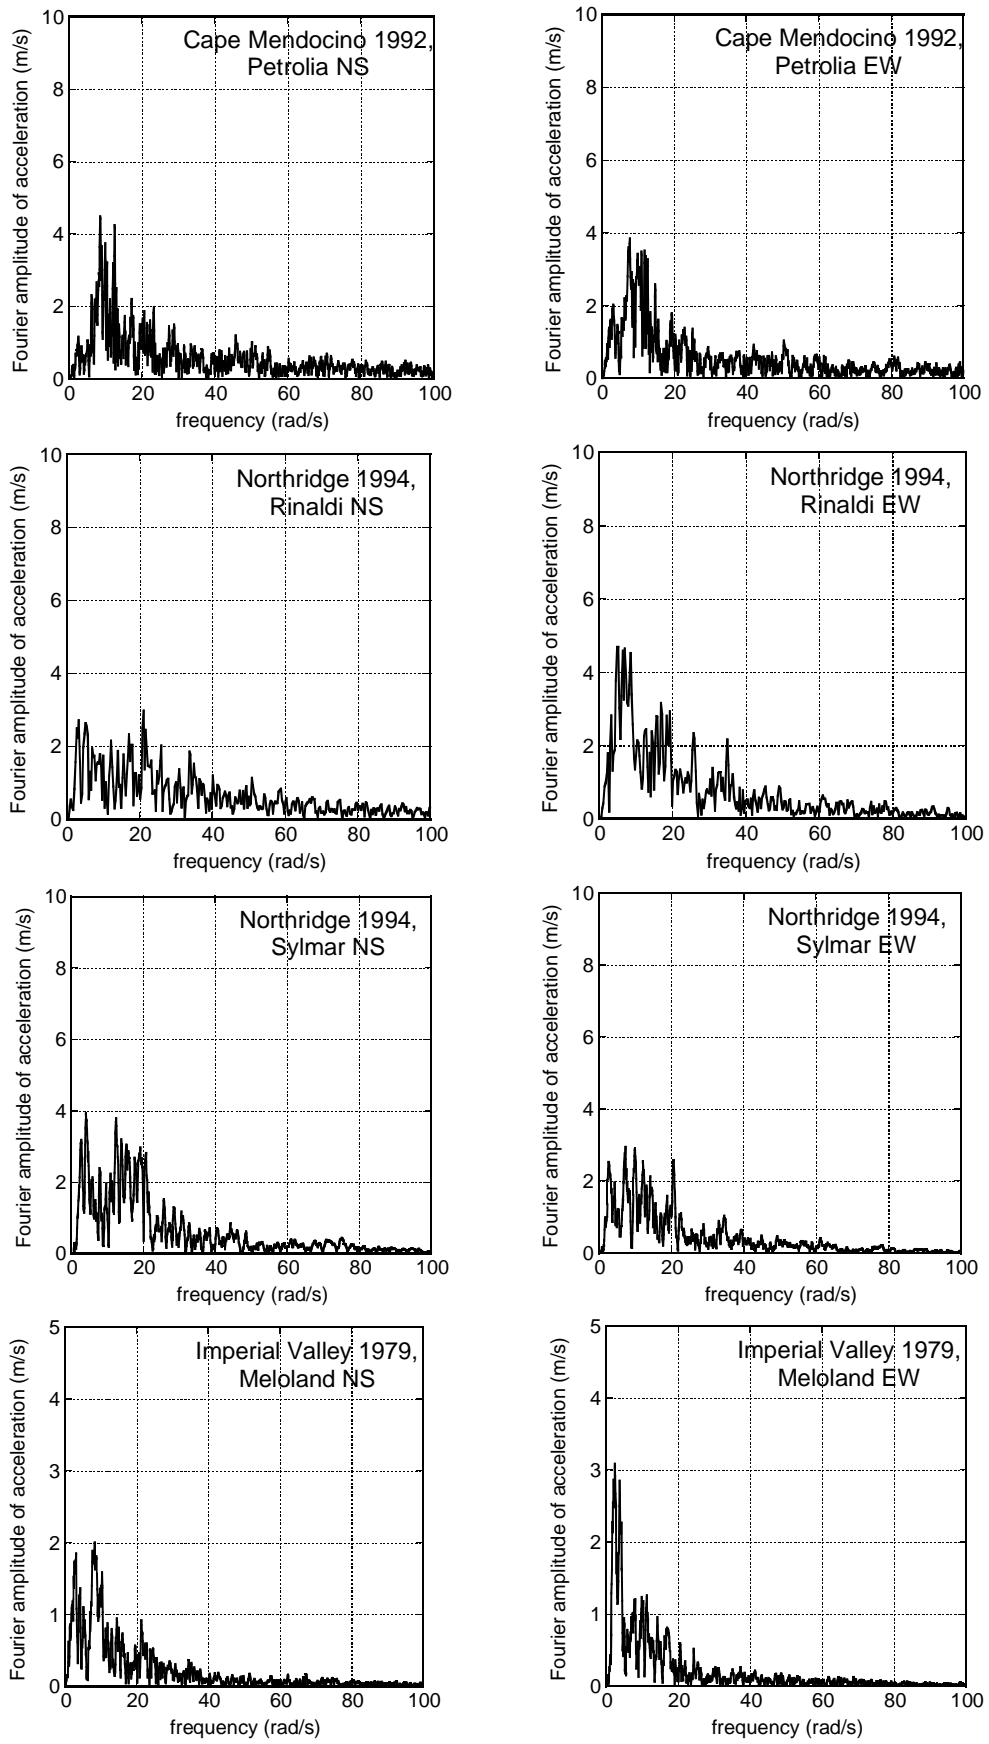 Fourier amplitude of acceleration (m/s)
10
8
6
4
2
0
Cape Mendocino 1992,
Petrolia NS
0 20 40 60 80 100
frequency (rad/s)
Fourier amplitude of acceleration (m/s)
10
8
6
4
2
0
Cape Mendocino 1992,
Petrolia EW
0 20 40 60 80 100
frequency (rad/s)
Fourier amplitude of acceleration (m/s)
10
8
6
4
2
0
Northridge 1994,
Rinaldi NS
0 20 40 60 80 100
frequency (rad/s)
Fourier amplitude of acceleration (m/s)
10
8
6
4
2
0
Northridge 1994,
Rinaldi EW
0 20 40 60 80 100
frequency (rad/s)
Fourier amplitude of acceleration (m/s)
10
8
6
4
2
0
Northridge 1994,
Sylmar NS
0 20 40 60 80 100
frequency (rad/s)
Fourier amplitude of acceleration (m/s)
10
8
6
4
2
0
Northridge 1994,
Sylmar EW
0 20 40 60 80 100
frequency (rad/s)
Fourier amplitude of acceleration (m/s)
5
4
3
2
1
0
Imperial Valley 1979,
Meloland NS
0 20 40 60 80 100
frequency (rad/s)
Fourier amplitude of acceleration (m/s)
5
4
3
2
1
0
Imperial Valley 1979,
Meloland EW
0 20 40 60 80 100
frequency (rad/s)